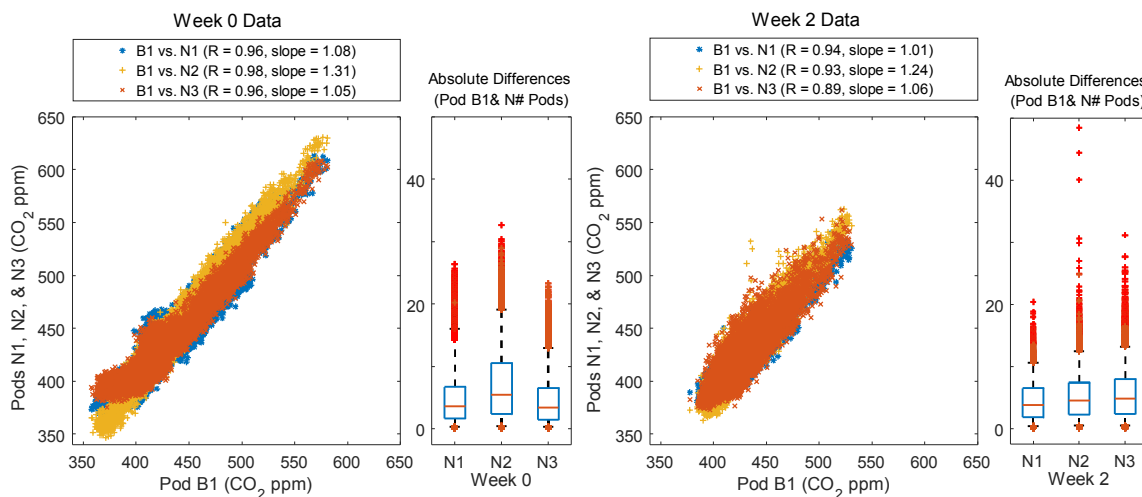 Week 0 Data
B1 vs. N1 (R = 0.96, slope = 1.08)
B1 vs. N2 (R = 0.98, slope = 1.31)
B1 vs. N3 (R = 0.96, slope = 1.05)
Absolute Differences
(Pod B1& N# Pods)
Pods N1, N2, & N3 (CO2 ppm)
650
600
550
500
450
400
350
350 400 450 500 550 600 650
Pod B1 (CO2 ppm)
40
20
0
N1 N2 N3
Week 0
Week 2 Data
B1 vs. N1 (R = 0.94, slope = 1.01)
B1 vs. N2 (R = 0.93, slope = 1.24)
B1 vs. N3 (R = 0.89, slope = 1.06)
Absolute Differences
(Pod B1& N# Pods)
Pods N1, N2, & N3 (CO2 ppm)
650
600
550
500
450
400
350
350 400 450 500 550 600 650
Pod B1 (CO2 ppm)
40
20
0
N1 N2 N3
Week 2